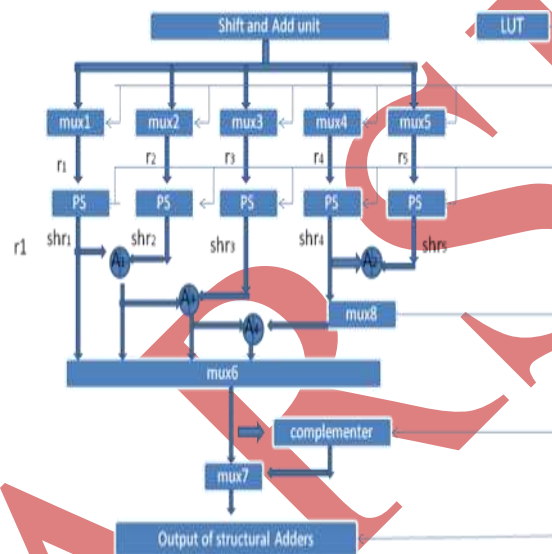 Shift and Add unit LUT
mux1 mux2 mux3 mux4 mux5
r1 r2 r3 r4 r5
PS PS PS PS PS
r1 shr1 shr2 shr3 shr4 shr5
A1 A2
A3
mux8
A4
mux6
complementer
mux7
Output of structural Adders